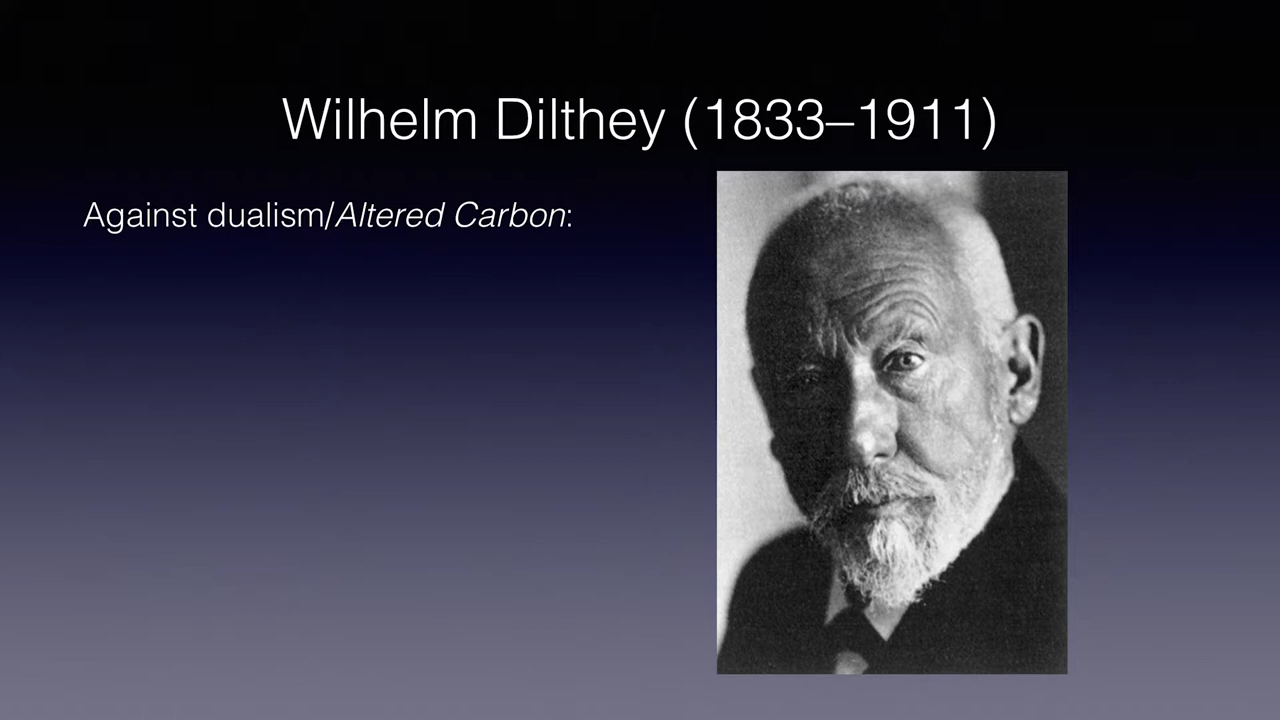 Wilhelm Dilthey (1833–1911)
Against dualism/Altered Carbon: